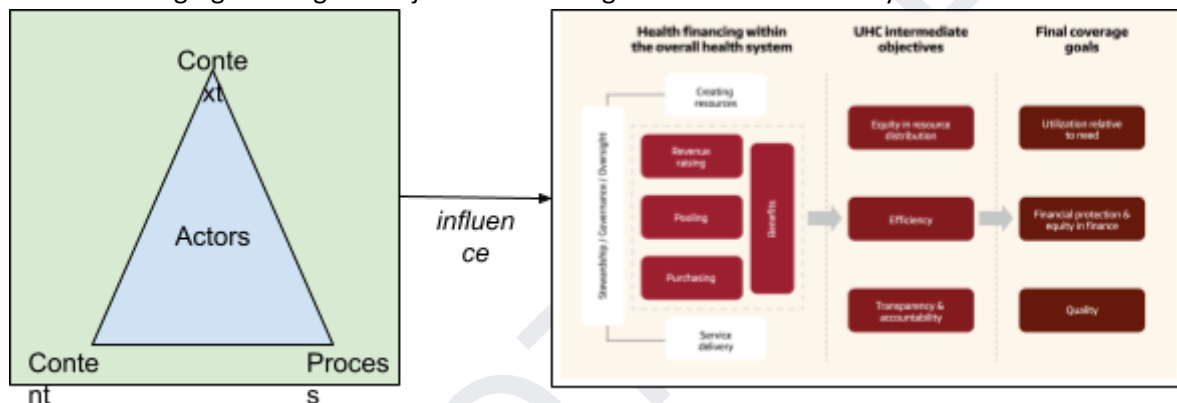 Conte
xt
Actors
Conte
nt
Proces
s
influen
ce
Health financing within
the overall health system
Creating
resources
Stewardship / Governance / Oversight
Revenue
raising
Pooling
Purchasing
Benefits
Service
delivery
UHC intermediate
objectives
Equity in resource
distribution
Efficiency
Transparency &
accountability
Final coverage
goals
Utilization relative
to need
Financial protection &
equity in finance
Quality